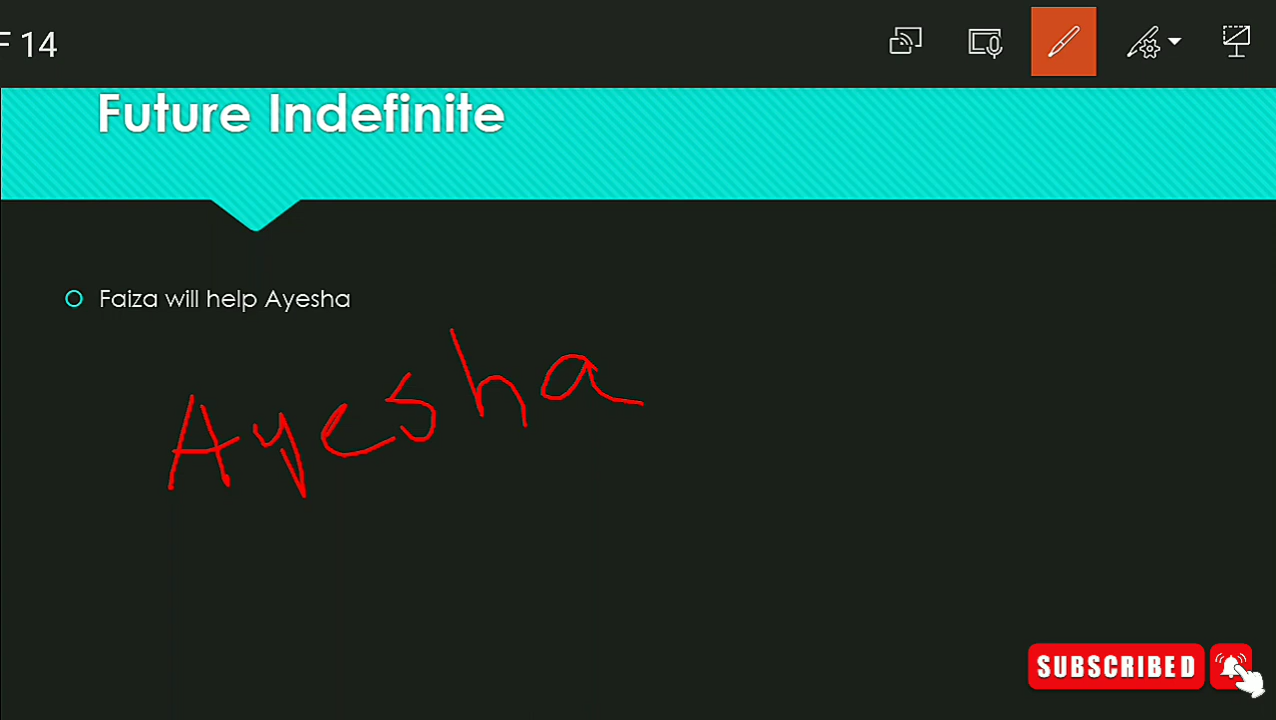 14
Future Indefinite
Faiza will help Ayesha
Ayesha
SUBSCRIBED